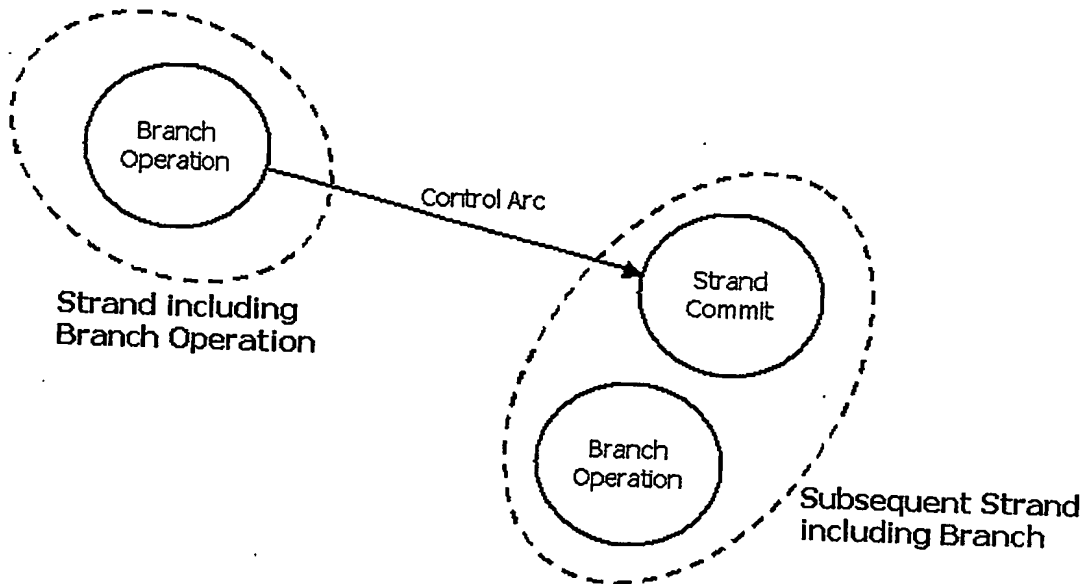 Branch
Operation
Control Arc
Strand including
Branch Operation
Strand
Commit
Branch
Operation
Subsequent Strand
including Branch